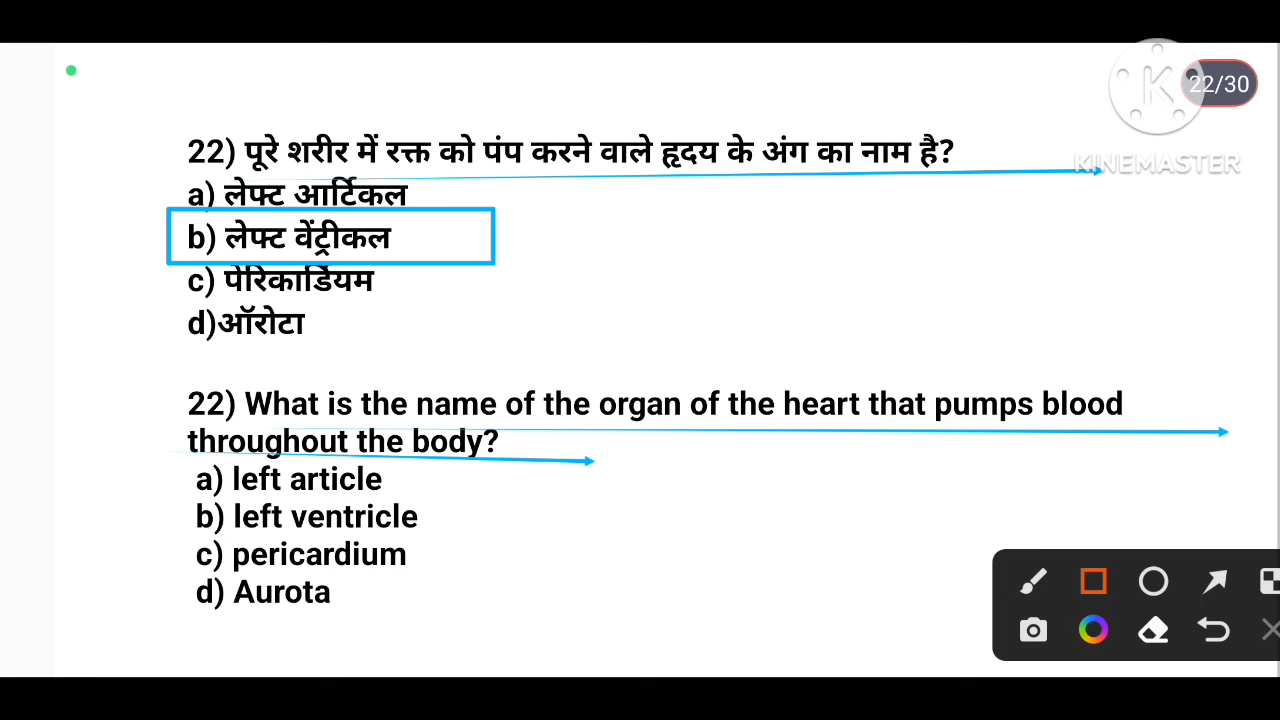 22/30
KINEMASTER
22) पूरे शरीर में रक्त को पंप करने वाले हृदय के अंग का नाम है?
a) लेफ्ट आर्टिकल
b) लेफ्ट वेंट्रीकल
c) पेरिकार्डियम
d)ऑरोटा
22) What is the name of the organ of the heart that pumps blood
throughout the body?
a) left article
b) left ventricle
c) pericardium
d) Aurota